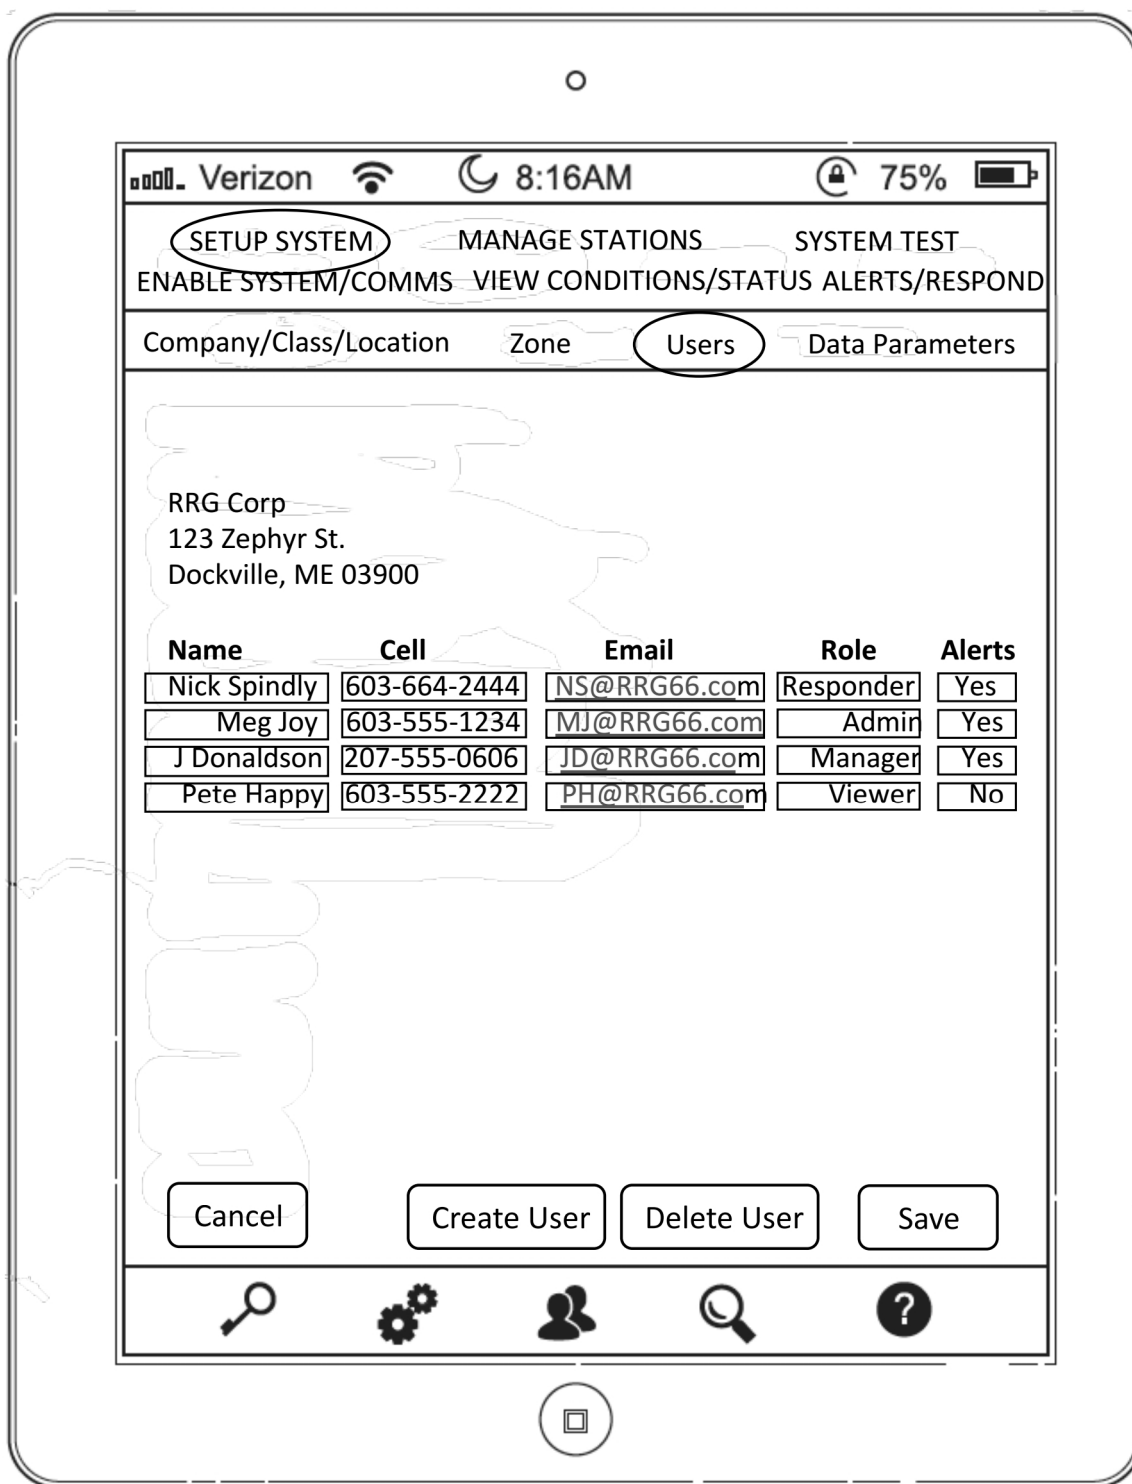 Verizon 8:16AM 75%
SETUP SYSTEM MANAGE STATIONS SYSTEM TEST
ENABLE SYSTEM/COMMS VIEW CONDITIONS/STATUS ALERTS/RESPOND
Company/Class/Location Zone Users Data Parameters
RRG Corp
123 Zephyr St.
Dockville, ME 03900
Name Cell Email Role Alerts
Nick Spindly 603-664-2444 NS@RRG66.com Responder Yes
Meg Joy 603-555-1234 MJ@RRG66.com Admin Yes
J Donaldson 207-555-0606 JD@RRG66.com Manager Yes
Pete Happy 603-555-2222 PH@RRG66.com Viewer No
Cancel Create User Delete User Save
?